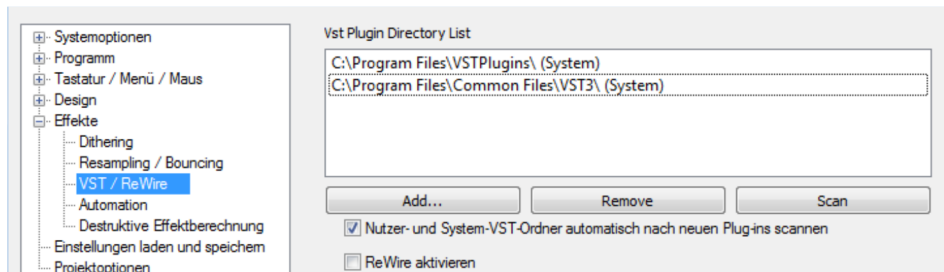 Systemoptionen
Programm
Tastatur / Menü / Maus
Design
Effekte
Dithering
Resampling / Bouncing
VST / ReWire
Automation
Destruktive Effektberechnung
Einstellungen laden und speichern
Projektoptionen
Vst Plugin Directory List
C:\Program Files\VSTPlugins\ (System)
C:\Program Files\Common Files\VST3\ (System)
Add... Remove Scan
Nutzer- und System-VST-Ordner automatisch nach neuen Plug-ins scannen
ReWire aktivieren